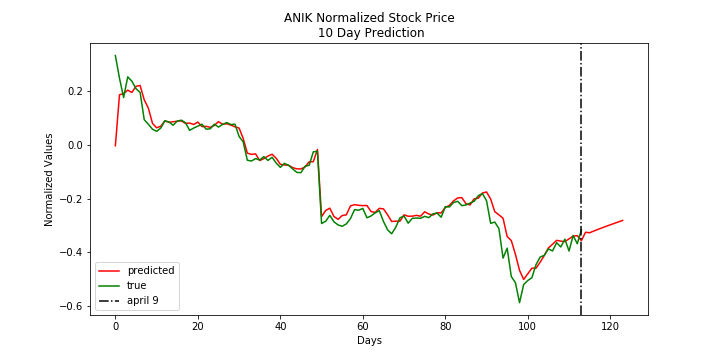 ANIK Normalized Stock Price
10 Day Prediction
Normalized Values
0.2
0.0
−0.2
−0.4
−0.6
predicted
true
april 9
0
20
40
60
80
100
120
Days